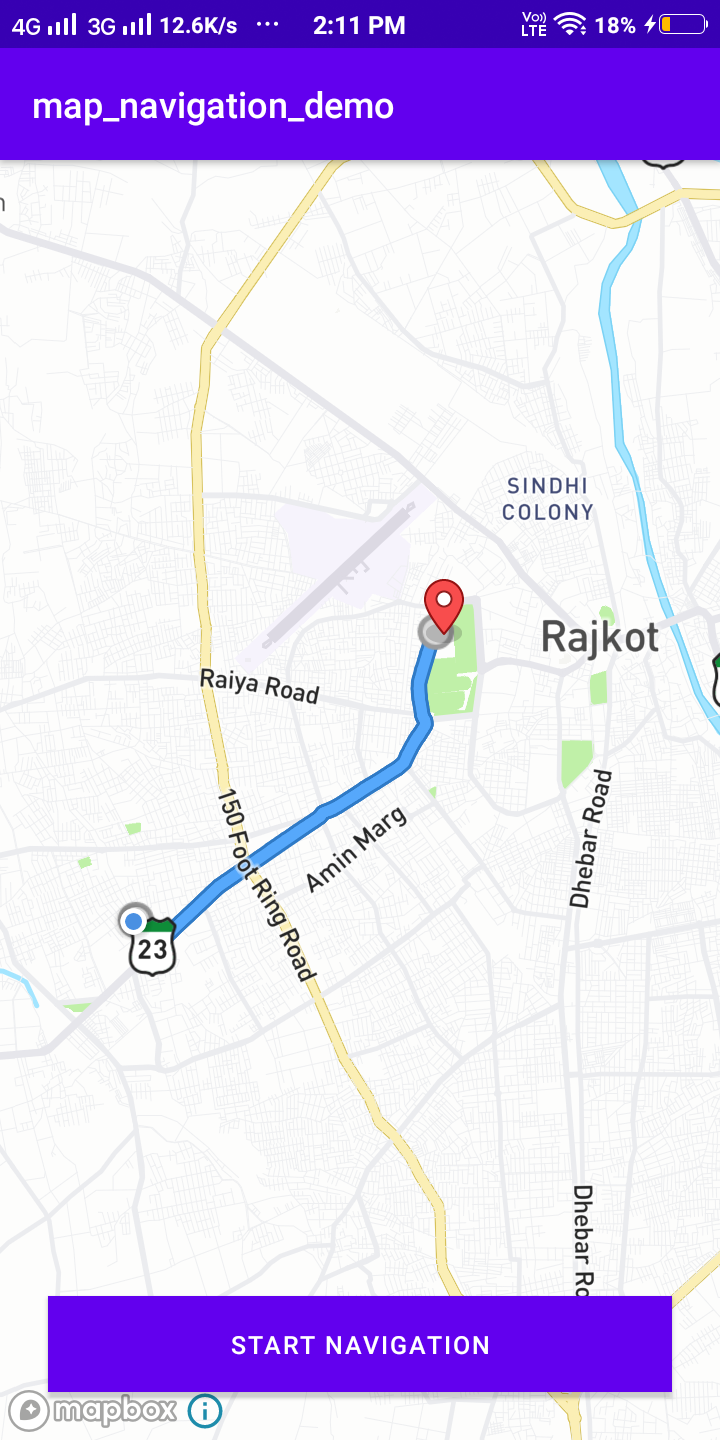 4G 3G 12.6K/s ... 2:11 PM Vo)) LTE 18%
map_navigation_demo
n
SINDHI
COLONY
Rajkot
Raiya Road
150 Foot Ring Road
Amin Marg
Dhebar Road
23
Dhebar Ro
START NAVIGATION
mapbox i